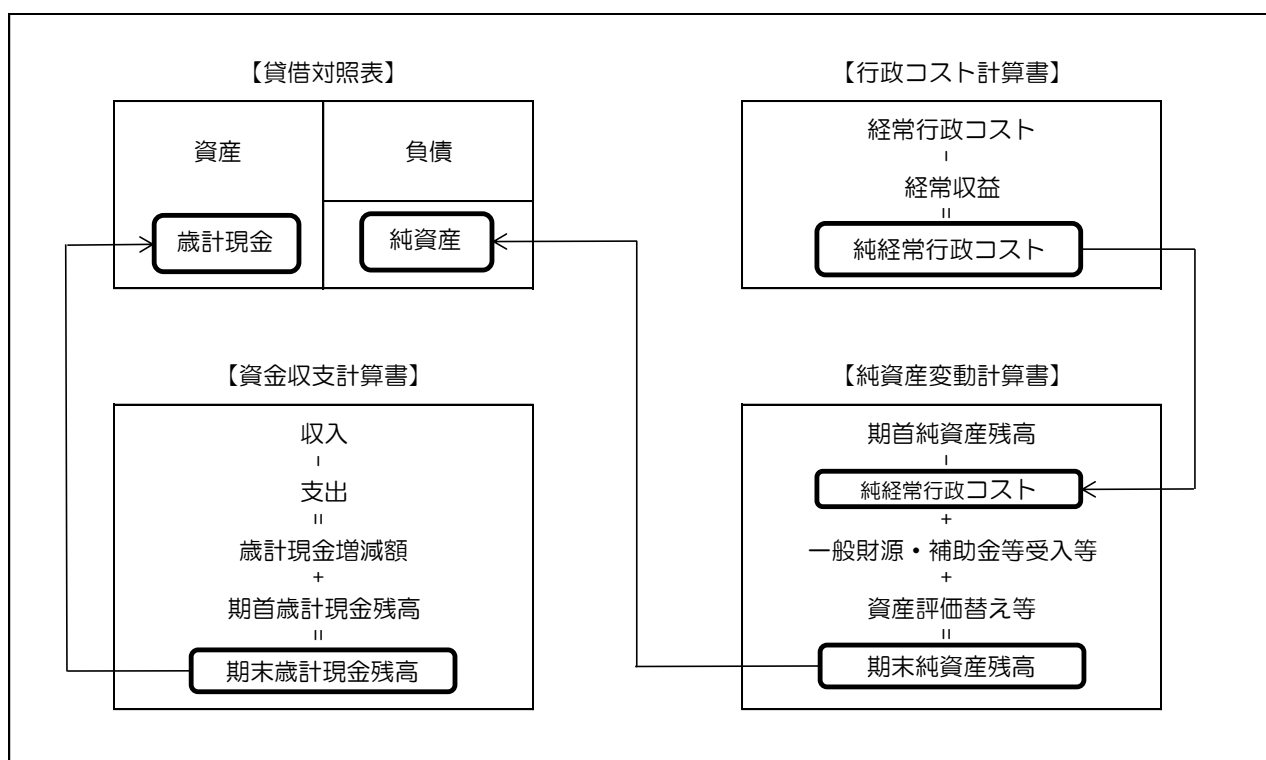 【貸借対照表】
資産
歳計現金
負債
純資産
【行政コスト計算書】
経常行政コスト
-
経常収益
=
純経常行政コスト
【資金収支計算書】
収入
-
支出
=
歳計現金増減額
+
期首歳計現金残高
=
期末歳計現金残高
【純資産変動計算書】
期首純資産残高
-
純経常行政コスト
+
一般財源・補助金等受入等
+
資産評価替え等
=
期末純資産残高